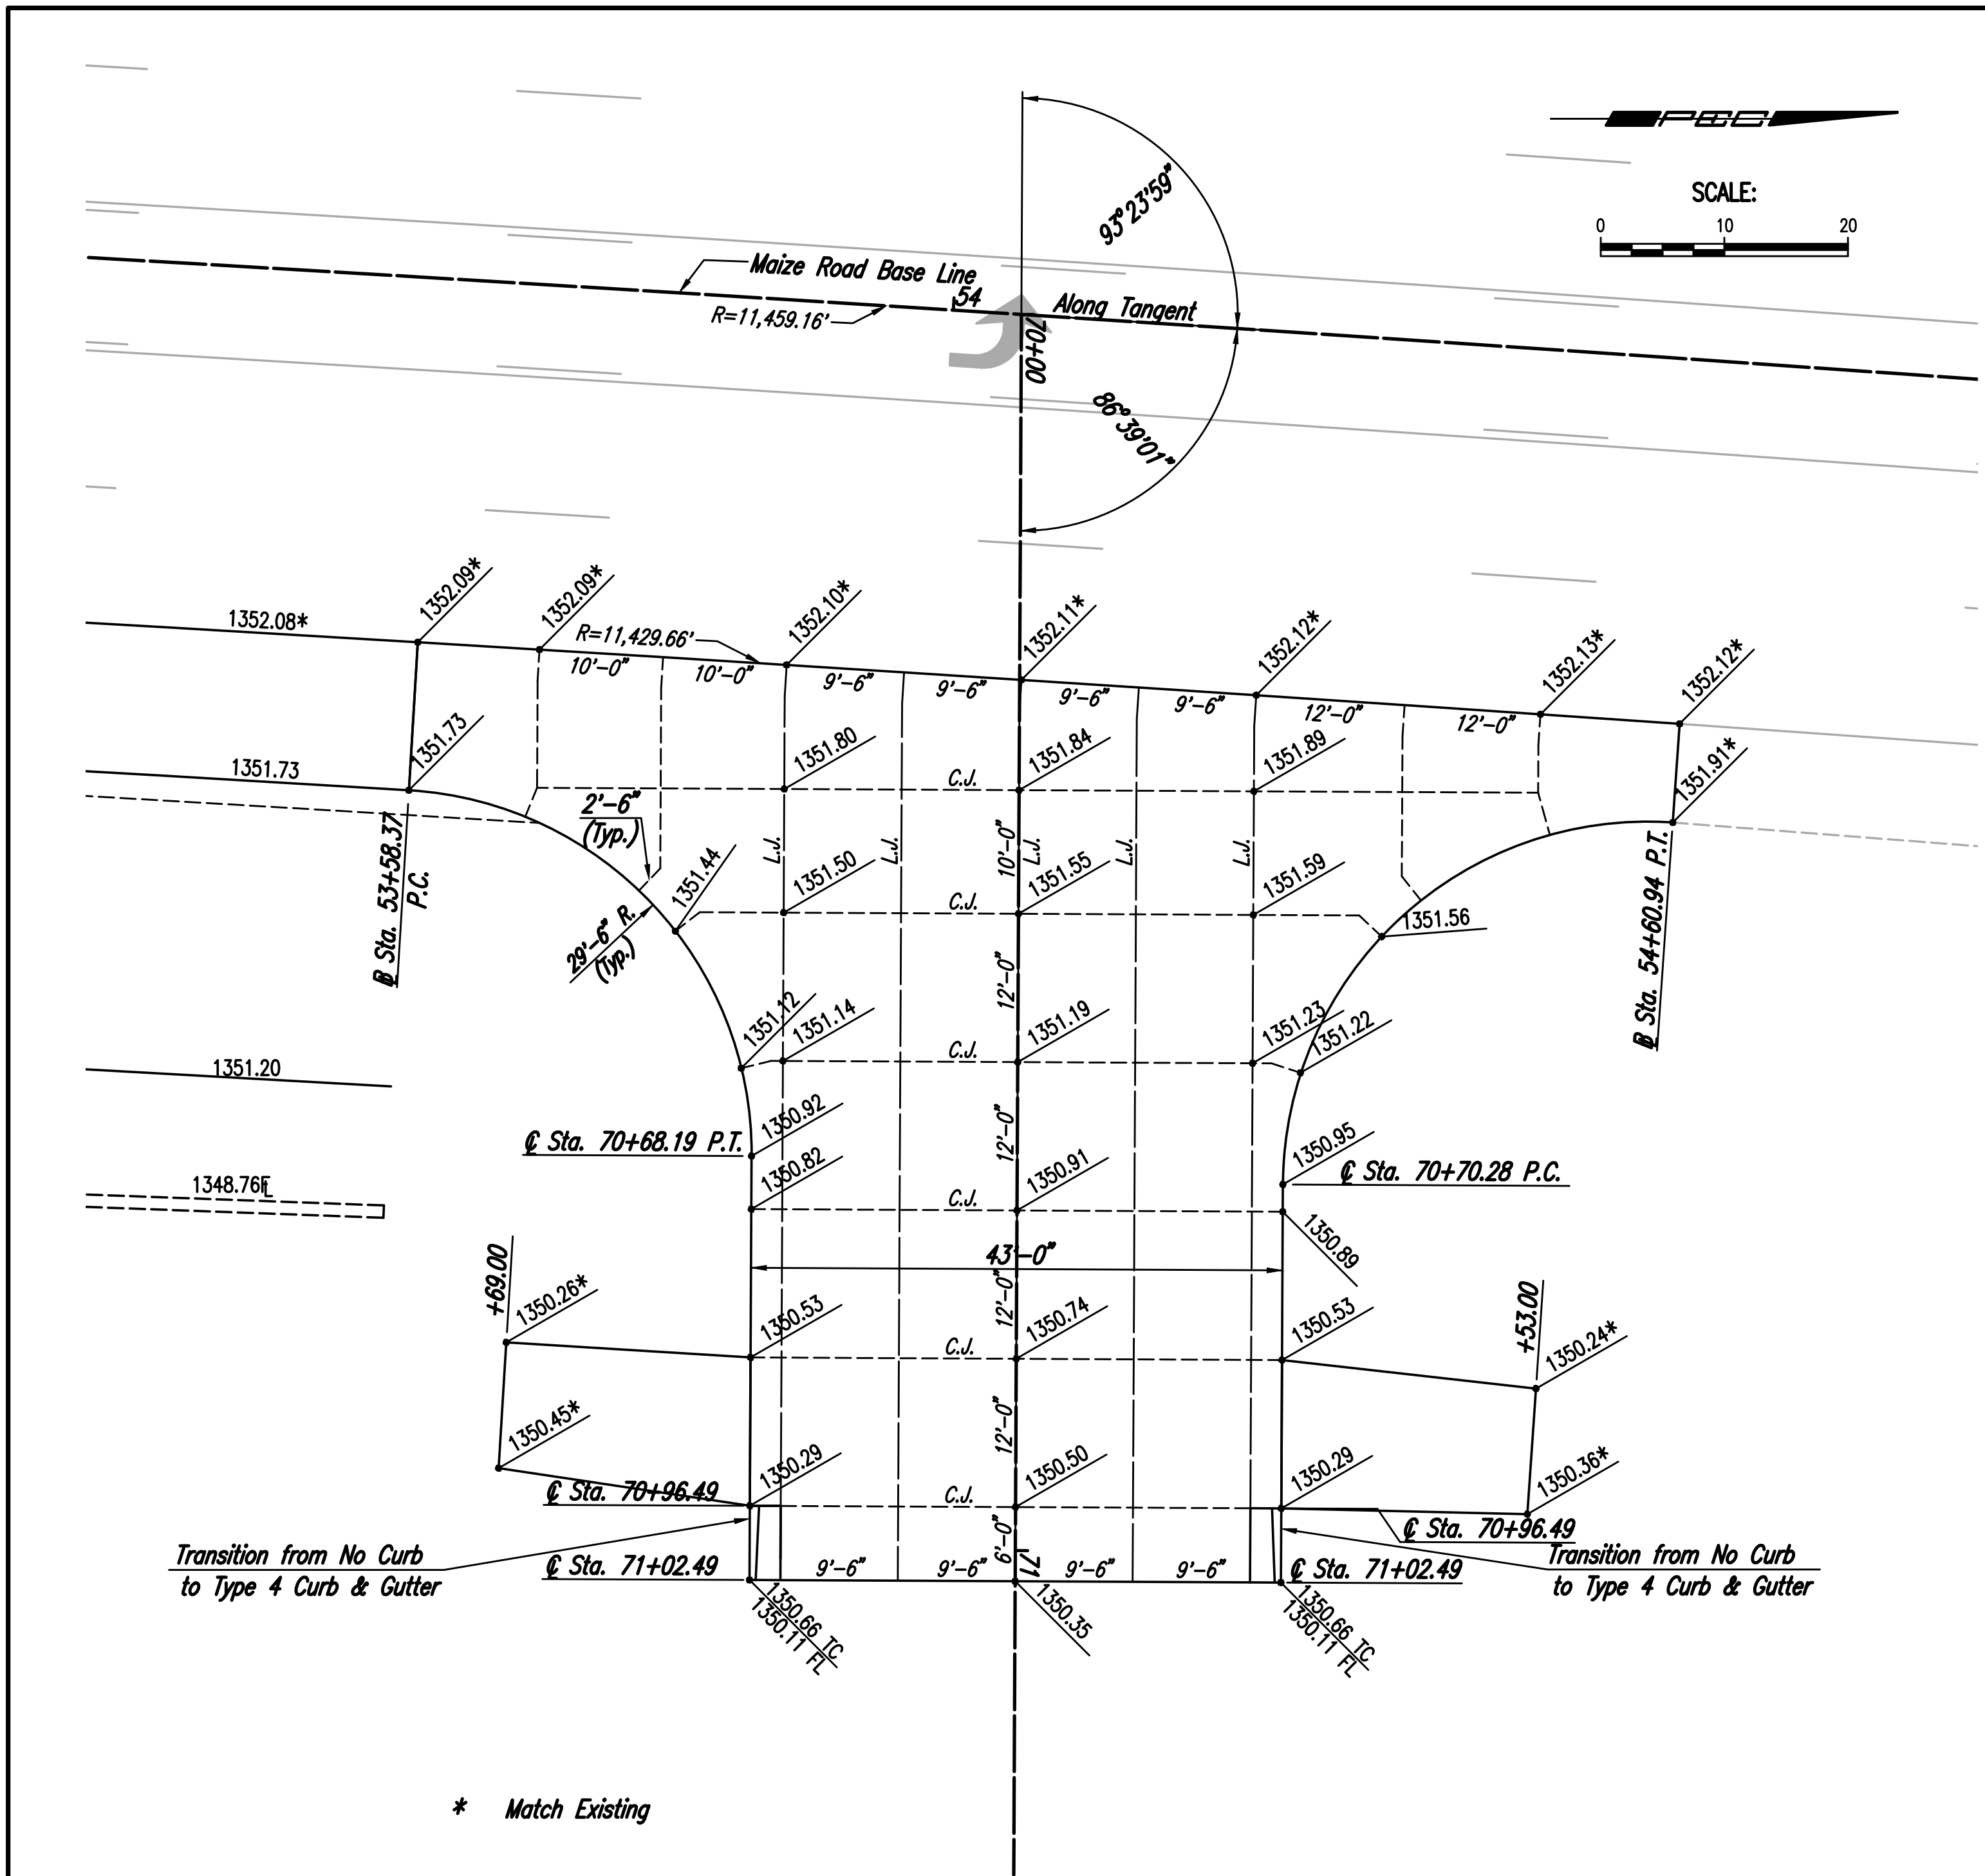 PEC
SCALE:
0 10 20
93°23'59"
Maize Road Base Line
54
Along Tangent
R=11,459.16'
70+00
86°39'01"
1352.08*
1352.09*
1352.09*
R=11,429.66'
1352.10*
1352.11*
1352.12*
1352.13*
1352.12*
10'-0"
10'-0"
9'-6"
9'-6"
9'-6"
9'-6"
12'-0"
12'-0"
1351.73
1351.73
1351.80
1351.84
1351.89
1351.91*
C.J.
2'-6"
(Typ.)
L.J.
L.J.
10'-0"
L.J.
L.J.
L.J.
℄ Sta. 53+58.37
P.C.
1351.44
1351.50
1351.55
1351.59
1351.56
C.J.
29'-6" R.
(Typ.)
12'-0"
℄ Sta. 54+60.94 P.T.
1351.12
1351.14
1351.19
1351.23
1351.22
C.J.
1351.20
℄ Sta. 70+68.19 P.T.
1350.92
12'-0"
1350.95
℄ Sta. 70+70.28 P.C.
1348.76FL
1350.82
1350.91
C.J.
1350.89
43'-0"
+69.00
1350.26*
1350.53
12'-0"
1350.74
1350.53
C.J.
+53.00
1350.24*
1350.45*
12'-0"
℄ Sta. 70+96.49
1350.29
1350.50
1350.29
C.J.
1350.36*
℄ Sta. 70+96.49
Transition from No Curb
to Type 4 Curb & Gutter
℄ Sta. 71+02.49
9'-6"
9'-6"
6'-0"
71
9'-6"
9'-6"
℄ Sta. 71+02.49
Transition from No Curb
to Type 4 Curb & Gutter
1350.66 TC
1350.11 FL
1350.35
1350.66 TC
1350.11 FL
* Match Existing